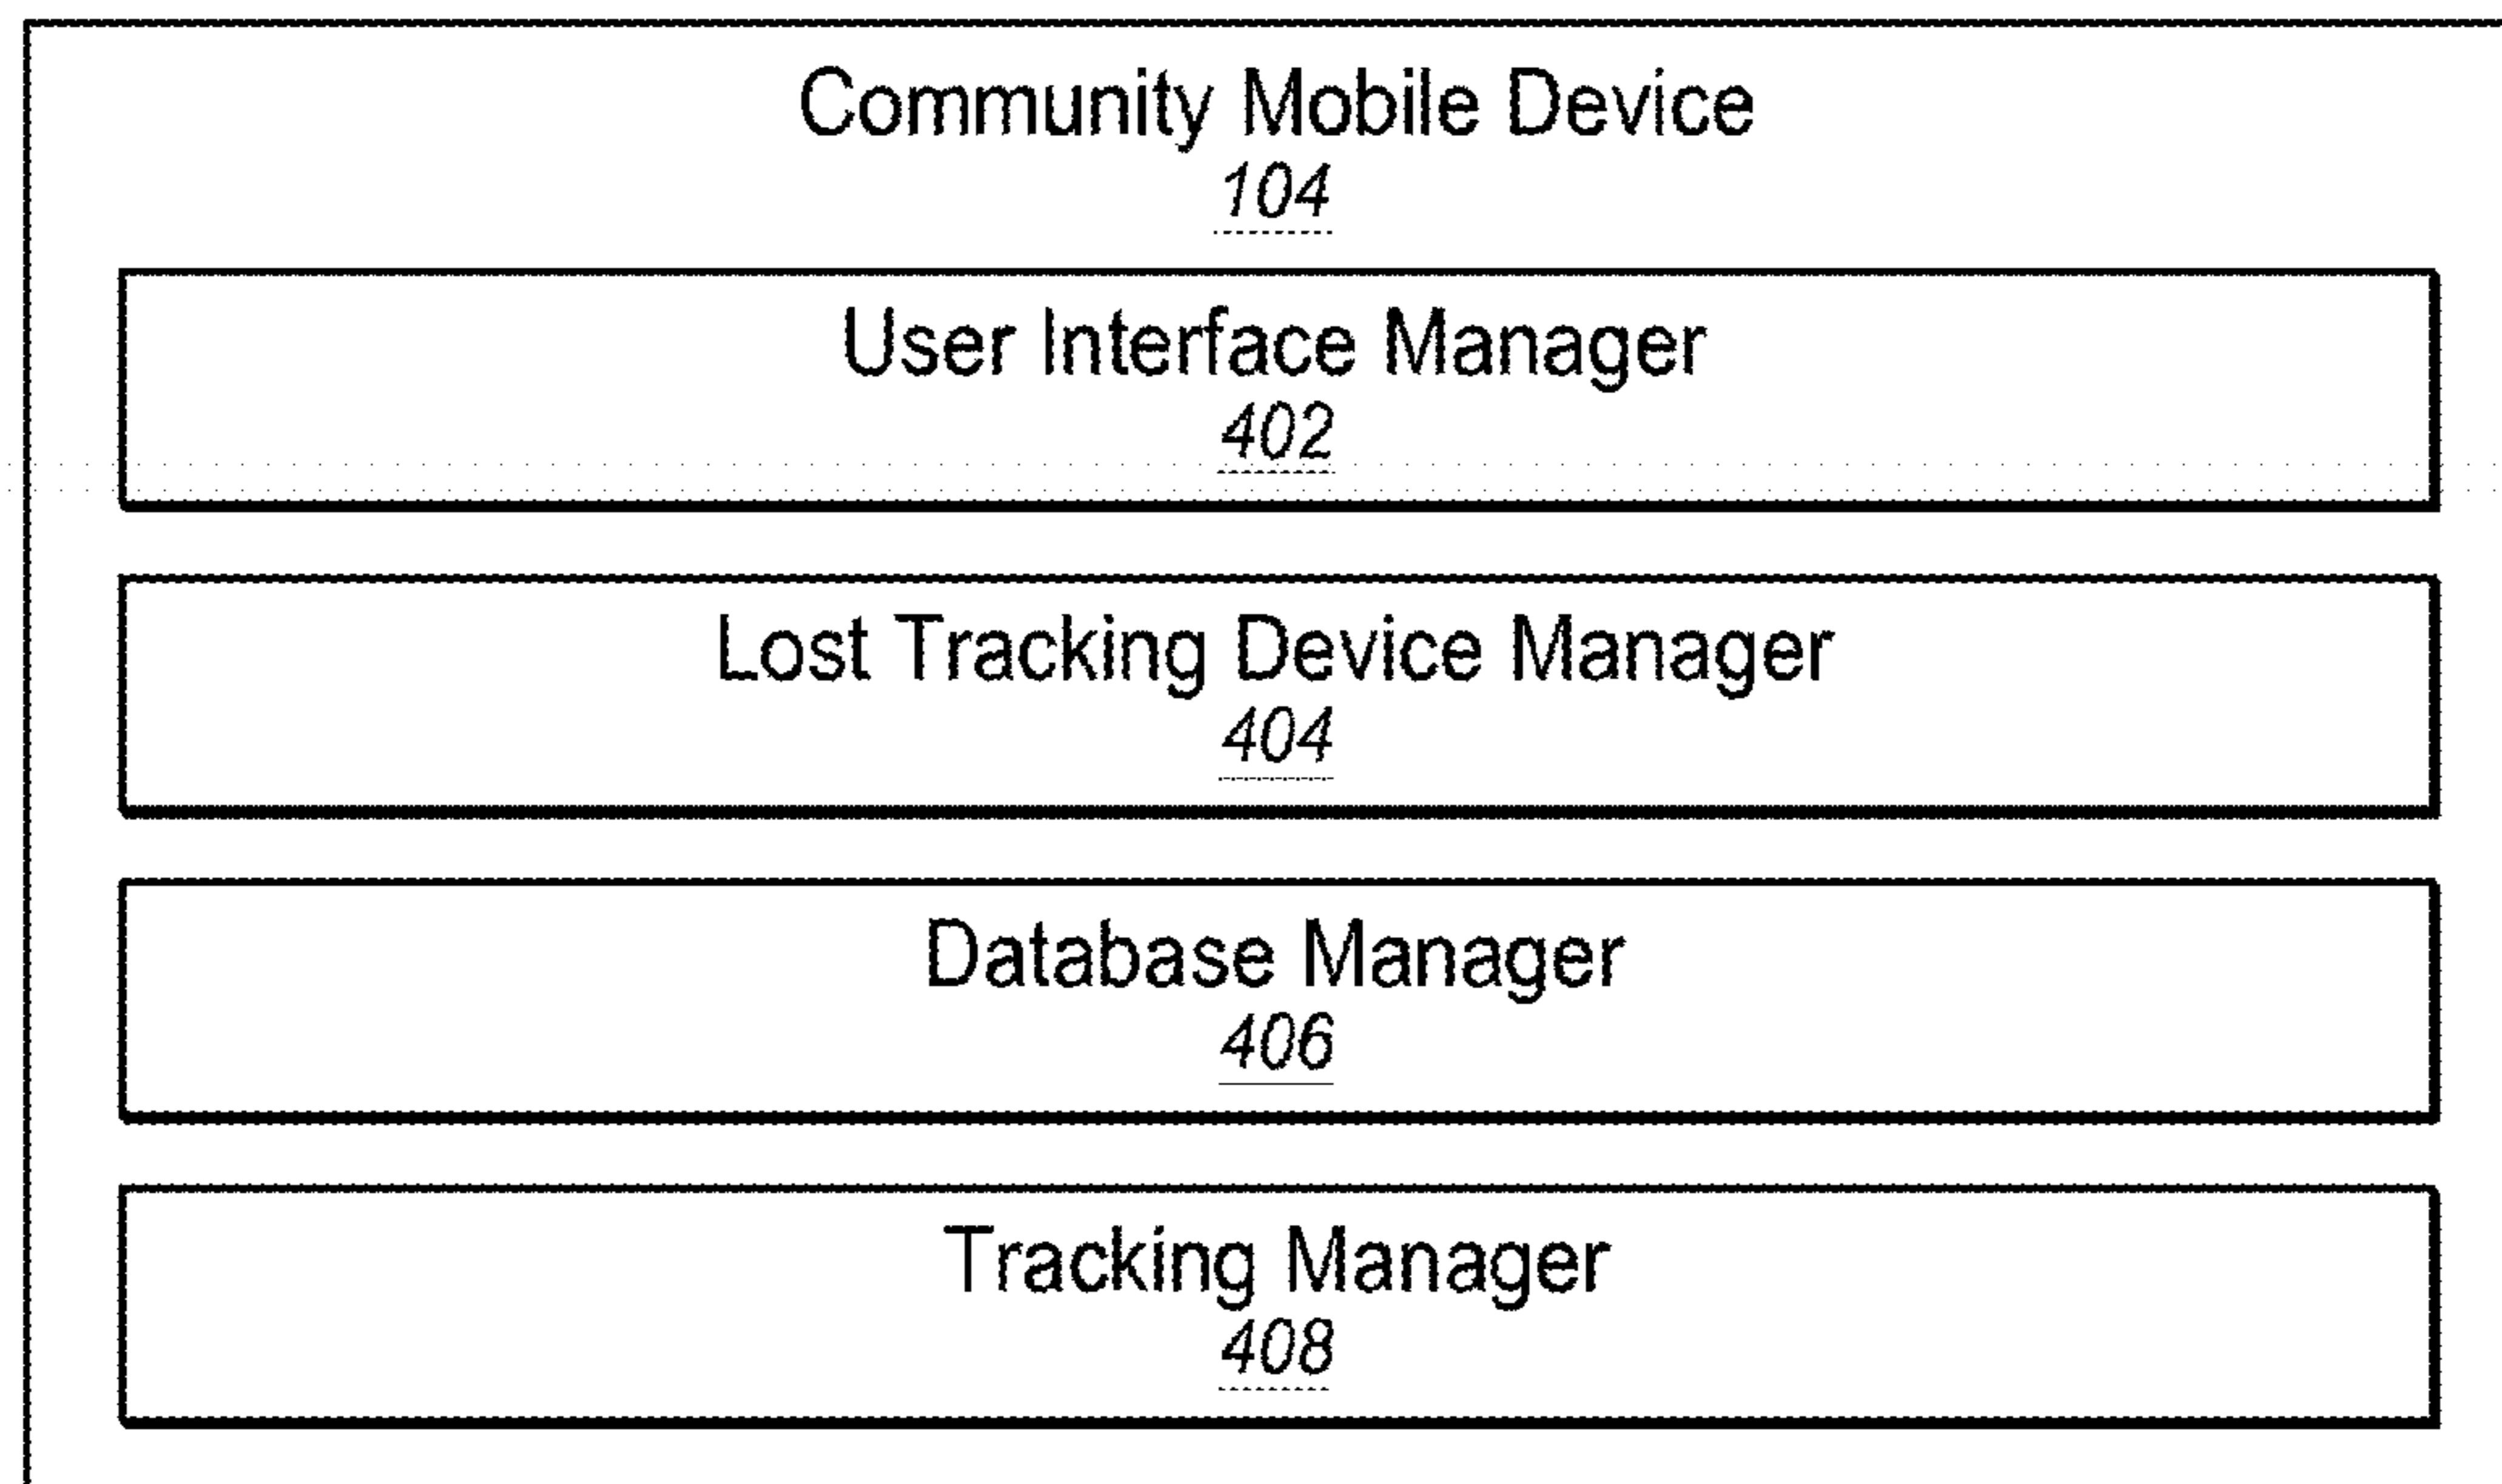 Community Mobile Device
104
User Interface Manager
402
Lost Tracking Device Manager
404
Database Manager
406
Tracking Manager
408